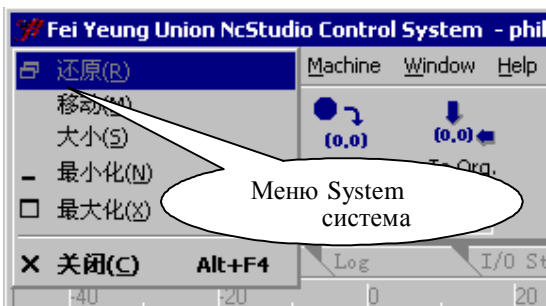 Fei Yeung Union NcStudio Control System - phil
还原(R) Machine Window Help
移动(M)
大小(S) (0,0) (0,0)
最小化(N) To Org.
最大化(X)
Меню System
система
关闭(C) Alt+F4 Log I/O St
-40 -20 0 20